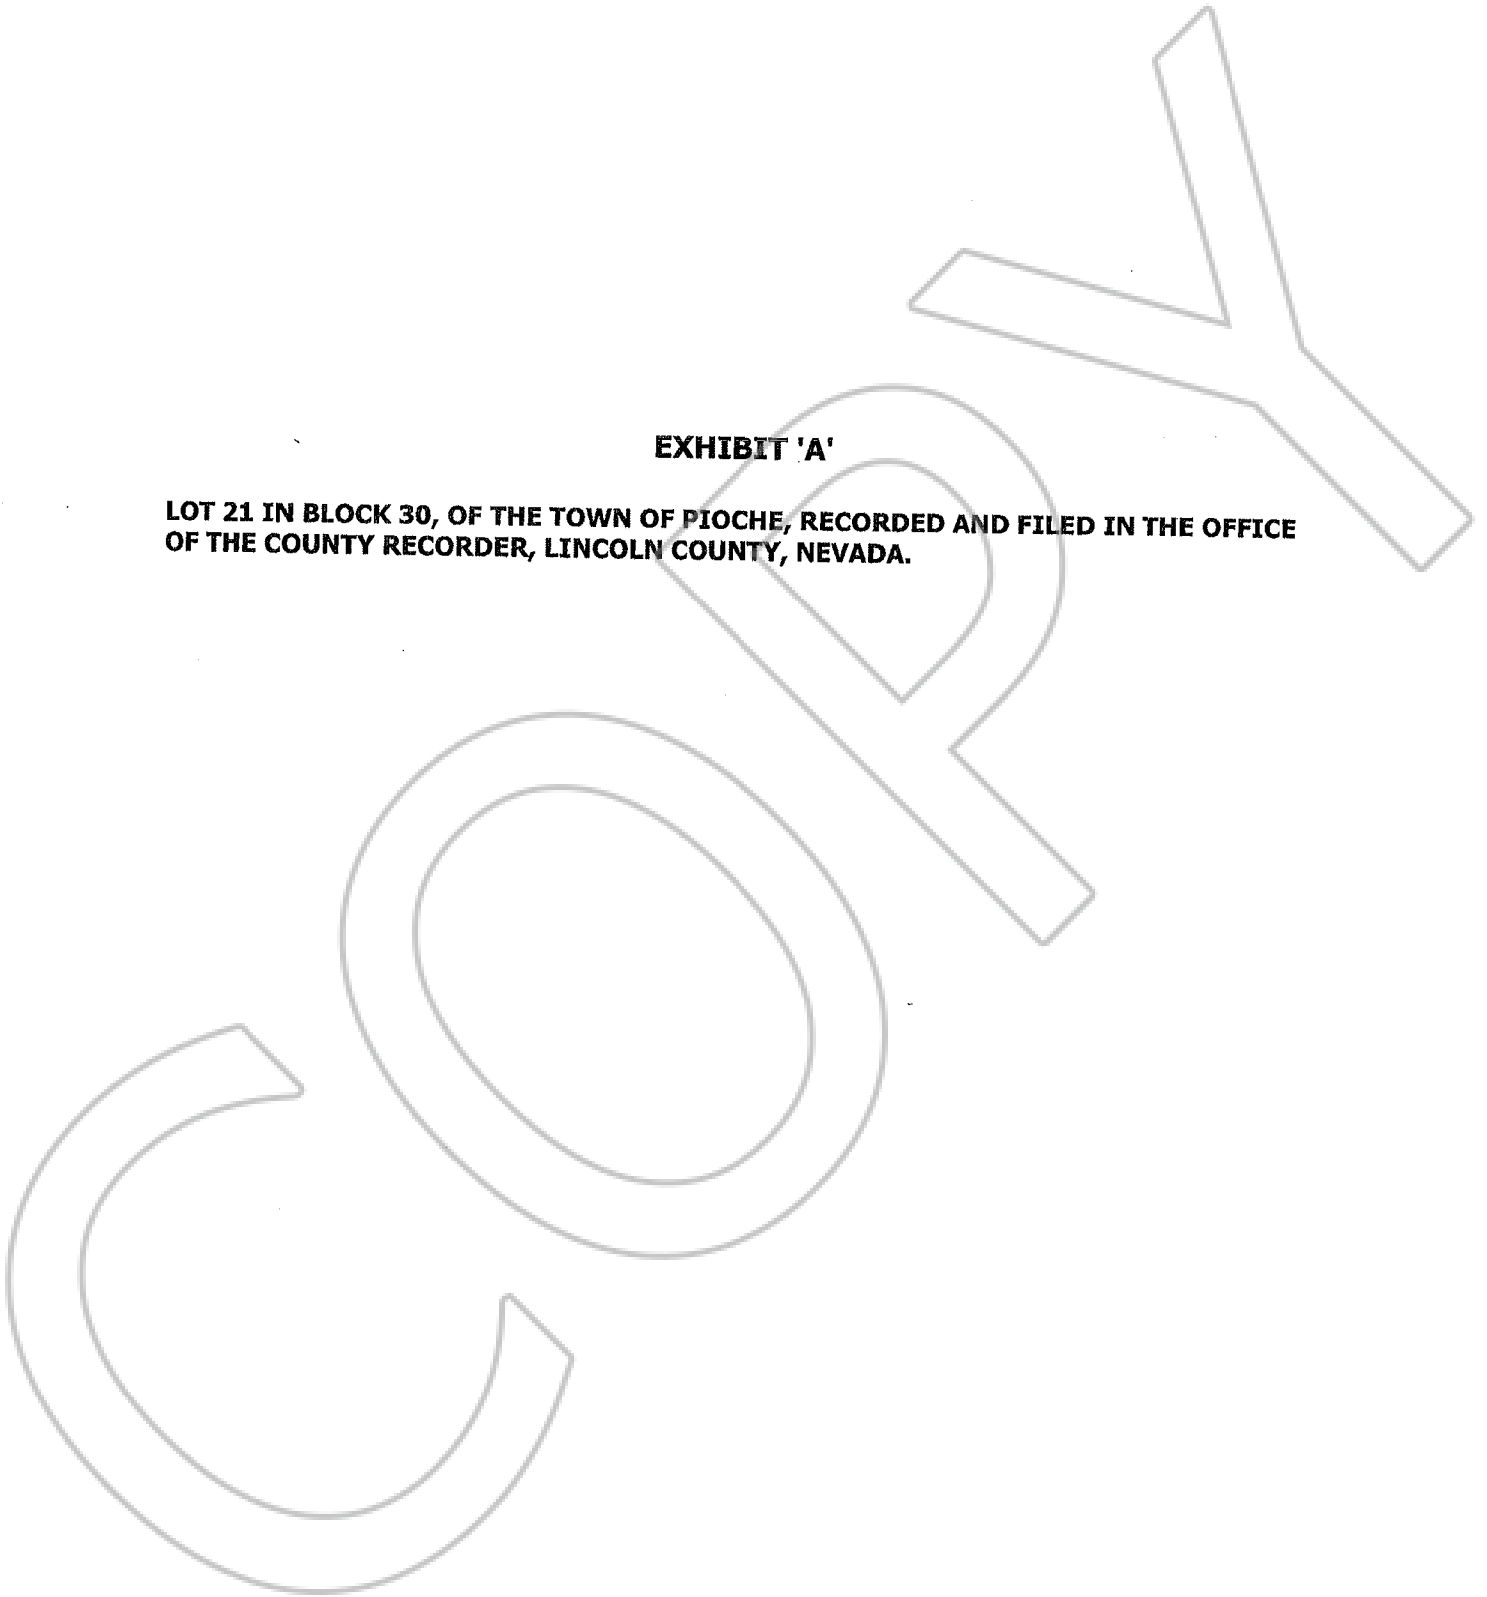 EXHIBIT 'A'
LOT 21 IN BLOCK 30, OF THE TOWN OF PIOCHE, RECORDED AND FILED IN THE OFFICE
OF THE COUNTY RECORDER, LINCOLN COUNTY, NEVADA.
COPY